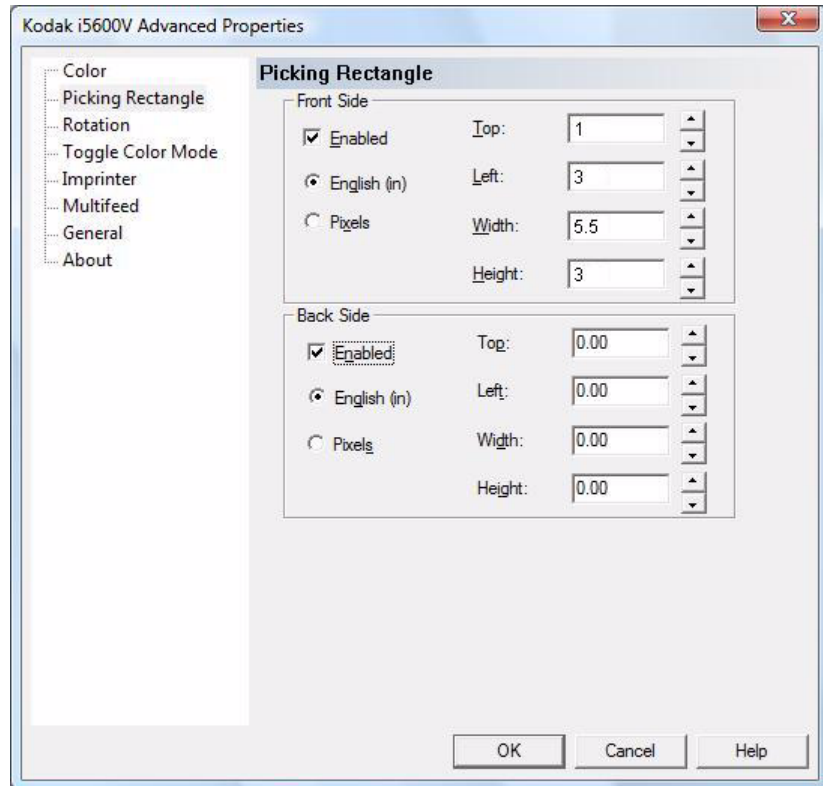 Kodak i5600V Advanced Properties
Color
Picking Rectangle
Rotation
Toggle Color Mode
Imprinter
Multifeed
General
About
Picking Rectangle
Front Side
Enabled
English (in)
Pixels
Top: 1
Left: 3
Width: 5.5
Height: 3
Back Side
Enabled
English (in)
Pixels
Top: 0.00
Left: 0.00
Width: 0.00
Height: 0.00
OK Cancel Help